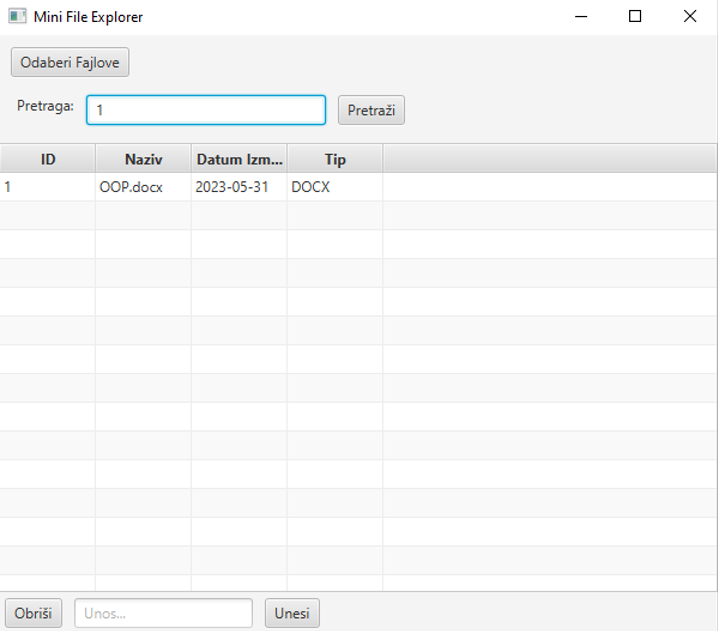 Mini File Explorer
Odaberi Fajlove
Pretraga: 1 Pretraži
ID Naziv Datum Izm... Tip
1 OOP.docx 2023-05-31 DOCX
Obriši Unos... Unesi